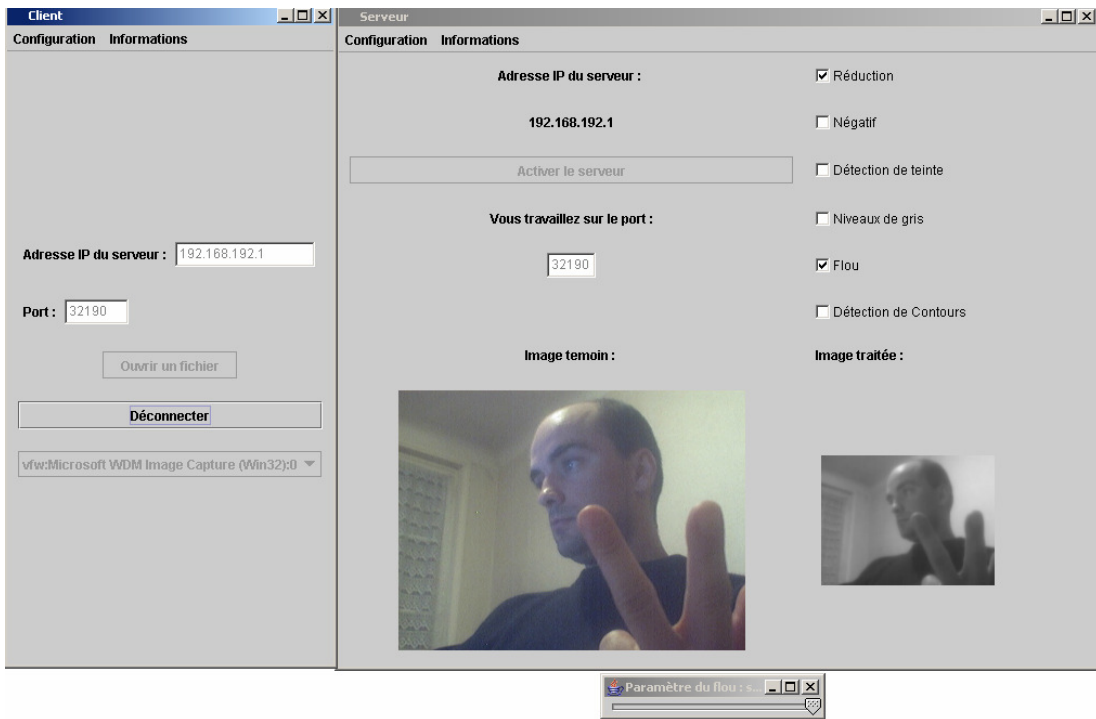 Client
Configuration Informations
Adresse IP du serveur : 192.168.192.1
Port : 32190
Ouvrir un fichier
Déconnecter
vfw:Microsoft WDM Image Capture (Win32):0
Serveur
Configuration Informations
Adresse IP du serveur :
192.168.192.1
Activer le serveur
Vous travaillez sur le port :
32190
Image temoin :
Réduction
Négatif
Détection de teinte
Niveaux de gris
Flou
Détection de Contours
Image traitée :
Paramètre du flou : s...